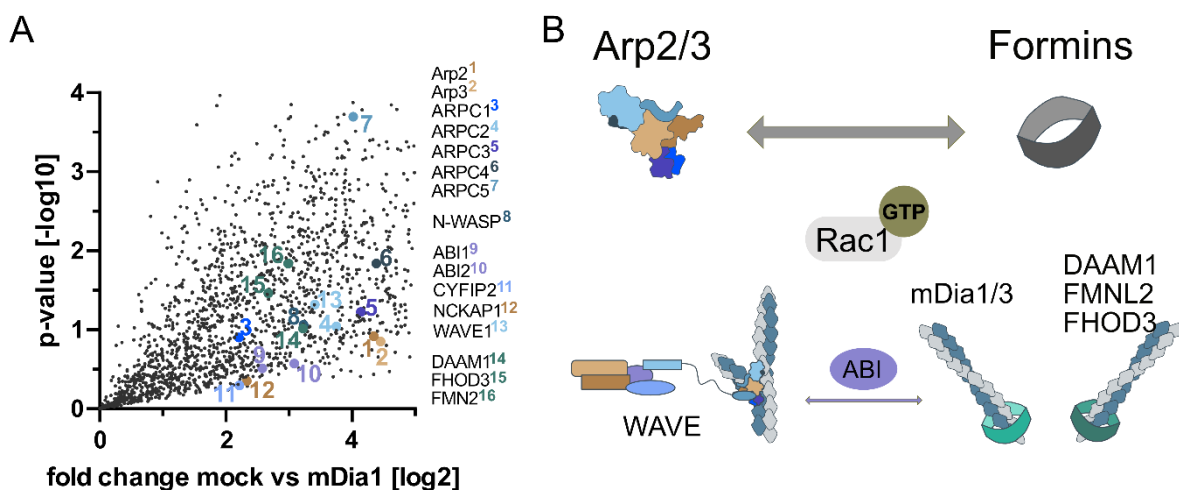 A
p-value [-log10]
4
3
2
1
0
0
2
4
fold change mock vs mDia1 [log2]
7
16
15
6
13
5
8
4
3
14
1
2
9
10
11
12
Arp2 1
Arp3 2
ARPC1 3
ARPC2 4
ARPC3 5
ARPC4 6
ARPC5 7
N-WASP 8
ABI1 9
ABI2 10
CYFIP2 11
NCKAP1 12
WAVE1 13
DAAM1 14
FHOD3 15
FMN2 16
B
Arp2/3
Formins
GTP
Rac1
DAAM1
FMNL2
FHOD3
mDia1/3
ABI
WAVE